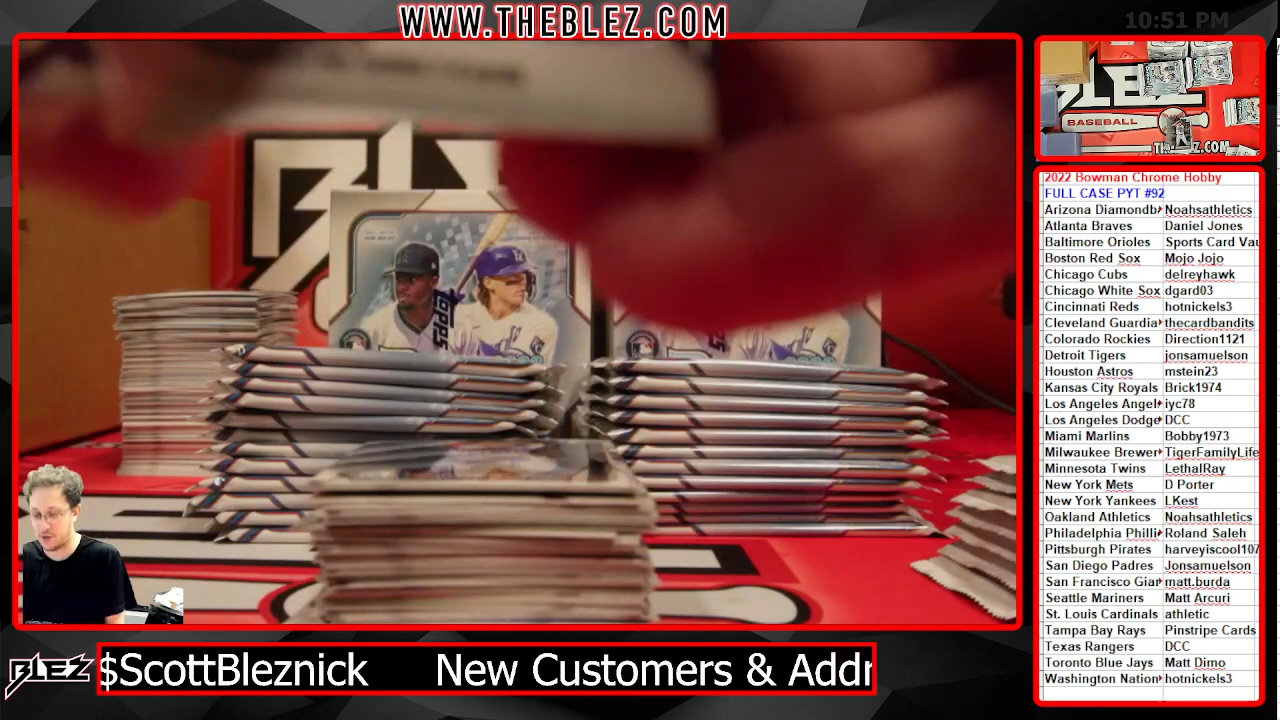 WWW.THEBLEZ.COM
10:51 PM
BASEBALL
2022 Bowman Chrome Hobby
FULL CASE PYT #92
Arizona Diamondb Noahsathletics
Atlanta Braves Daniel Jones
Baltimore Orioles Sports Card Vau
Boston Red Sox Mojo Jojo
Chicago Cubs delreyhawk
Chicago White Sox dgard03
Cincinnati Reds hotnickels3
Cleveland Guardia thecardbandits
Colorado Rockies Direction1121
Detroit Tigers jonsamuelson
Houston Astros mstein23
Kansas City Royals Brick1974
Los Angeles Angel iyc78
Los Angeles Dodge DCC
Miami Marlins Bobby1973
Milwaukee Brewer TigerFamilyLife
Minnesota Twins LethalRay
New York Mets D Porter
New York Yankees LKest
Oakland Athletics Noahsathletics
Philadelphia Philli Roland Saleh
Pittsburgh Pirates harveyiscool107
San Diego Padres Jonsamuelson
San Francisco Gian matt.burda
Seattle Mariners Matt Arcuri
St. Louis Cardinals athletic
Tampa Bay Rays Pinstripe Cards
Texas Rangers DCC
Toronto Blue Jays Matt Dimo
Washington Nation hotnickels3
TOPPS
BLEZ
$ScottBleznick New Customers & Addr